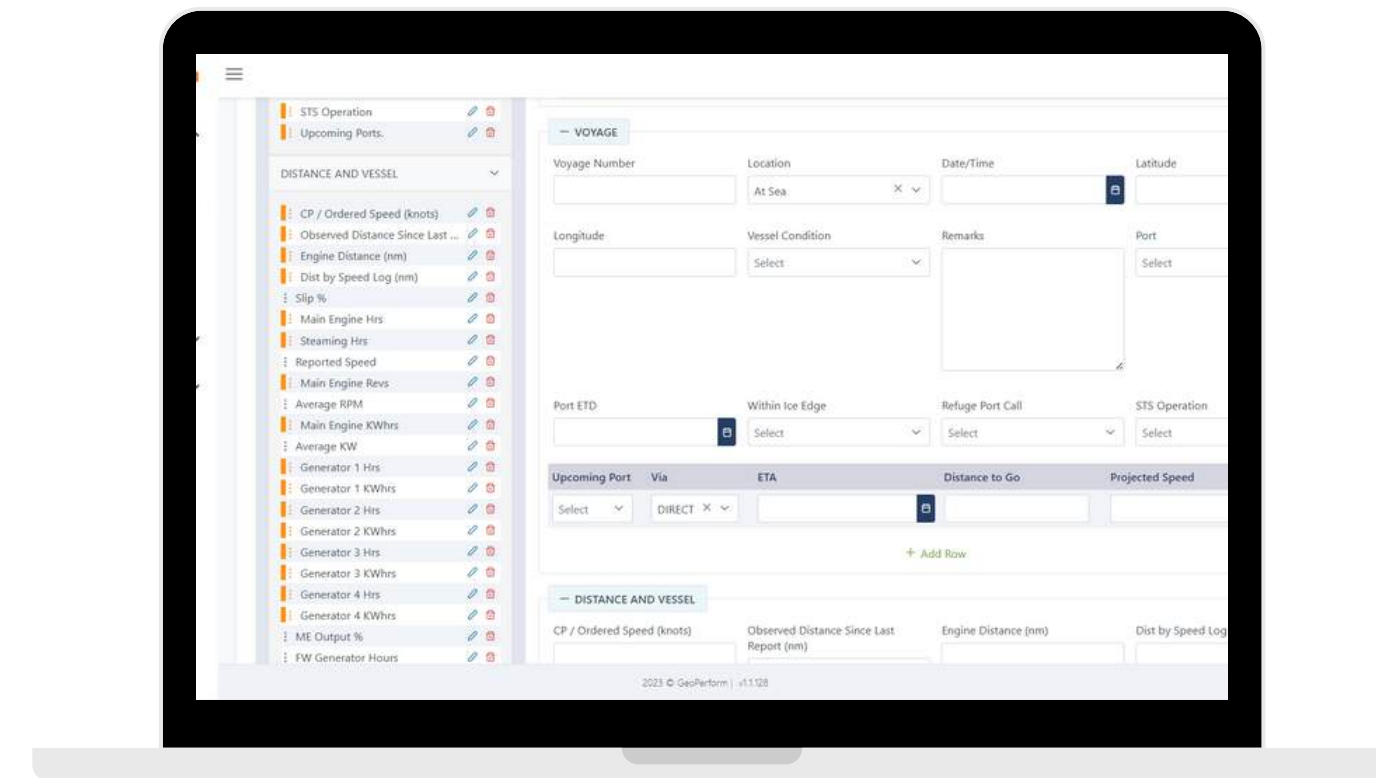 STS Operation
Upcoming Ports.
DISTANCE AND VESSEL
CP / Ordered Speed (knots)
Observed Distance Since Last ...
Engine Distance (nm)
Dist by Speed Log (nm)
Slip %
Main Engine Hrs
Steaming Hrs
Reported Speed
Main Engine Revs
Average RPM
Main Engine KWhrs
Average KW
Generator 1 Hrs
Generator 1 KWhrs
Generator 2 Hrs
Generator 2 KWhrs
Generator 3 Hrs
Generator 3 KWhrs
Generator 4 Hrs
Generator 4 KWhrs
ME Output %
FW Generator Hours
VOYAGE
Voyage Number Location Date/Time Latitude
At Sea
Longitude Vessel Condition Remarks Port
Select Select
Port ETD Within Ice Edge Refuge Port Call STS Operation
Select Select Select
Upcoming Port Via ETA Distance to Go Projected Speed
Select DIRECT
+ Add Row
DISTANCE AND VESSEL
CP / Ordered Speed (knots) Observed Distance Since Last Engine Distance (nm) Dist by Speed Log
Report (nm)
2023 © GeoPerform | v1.1.128